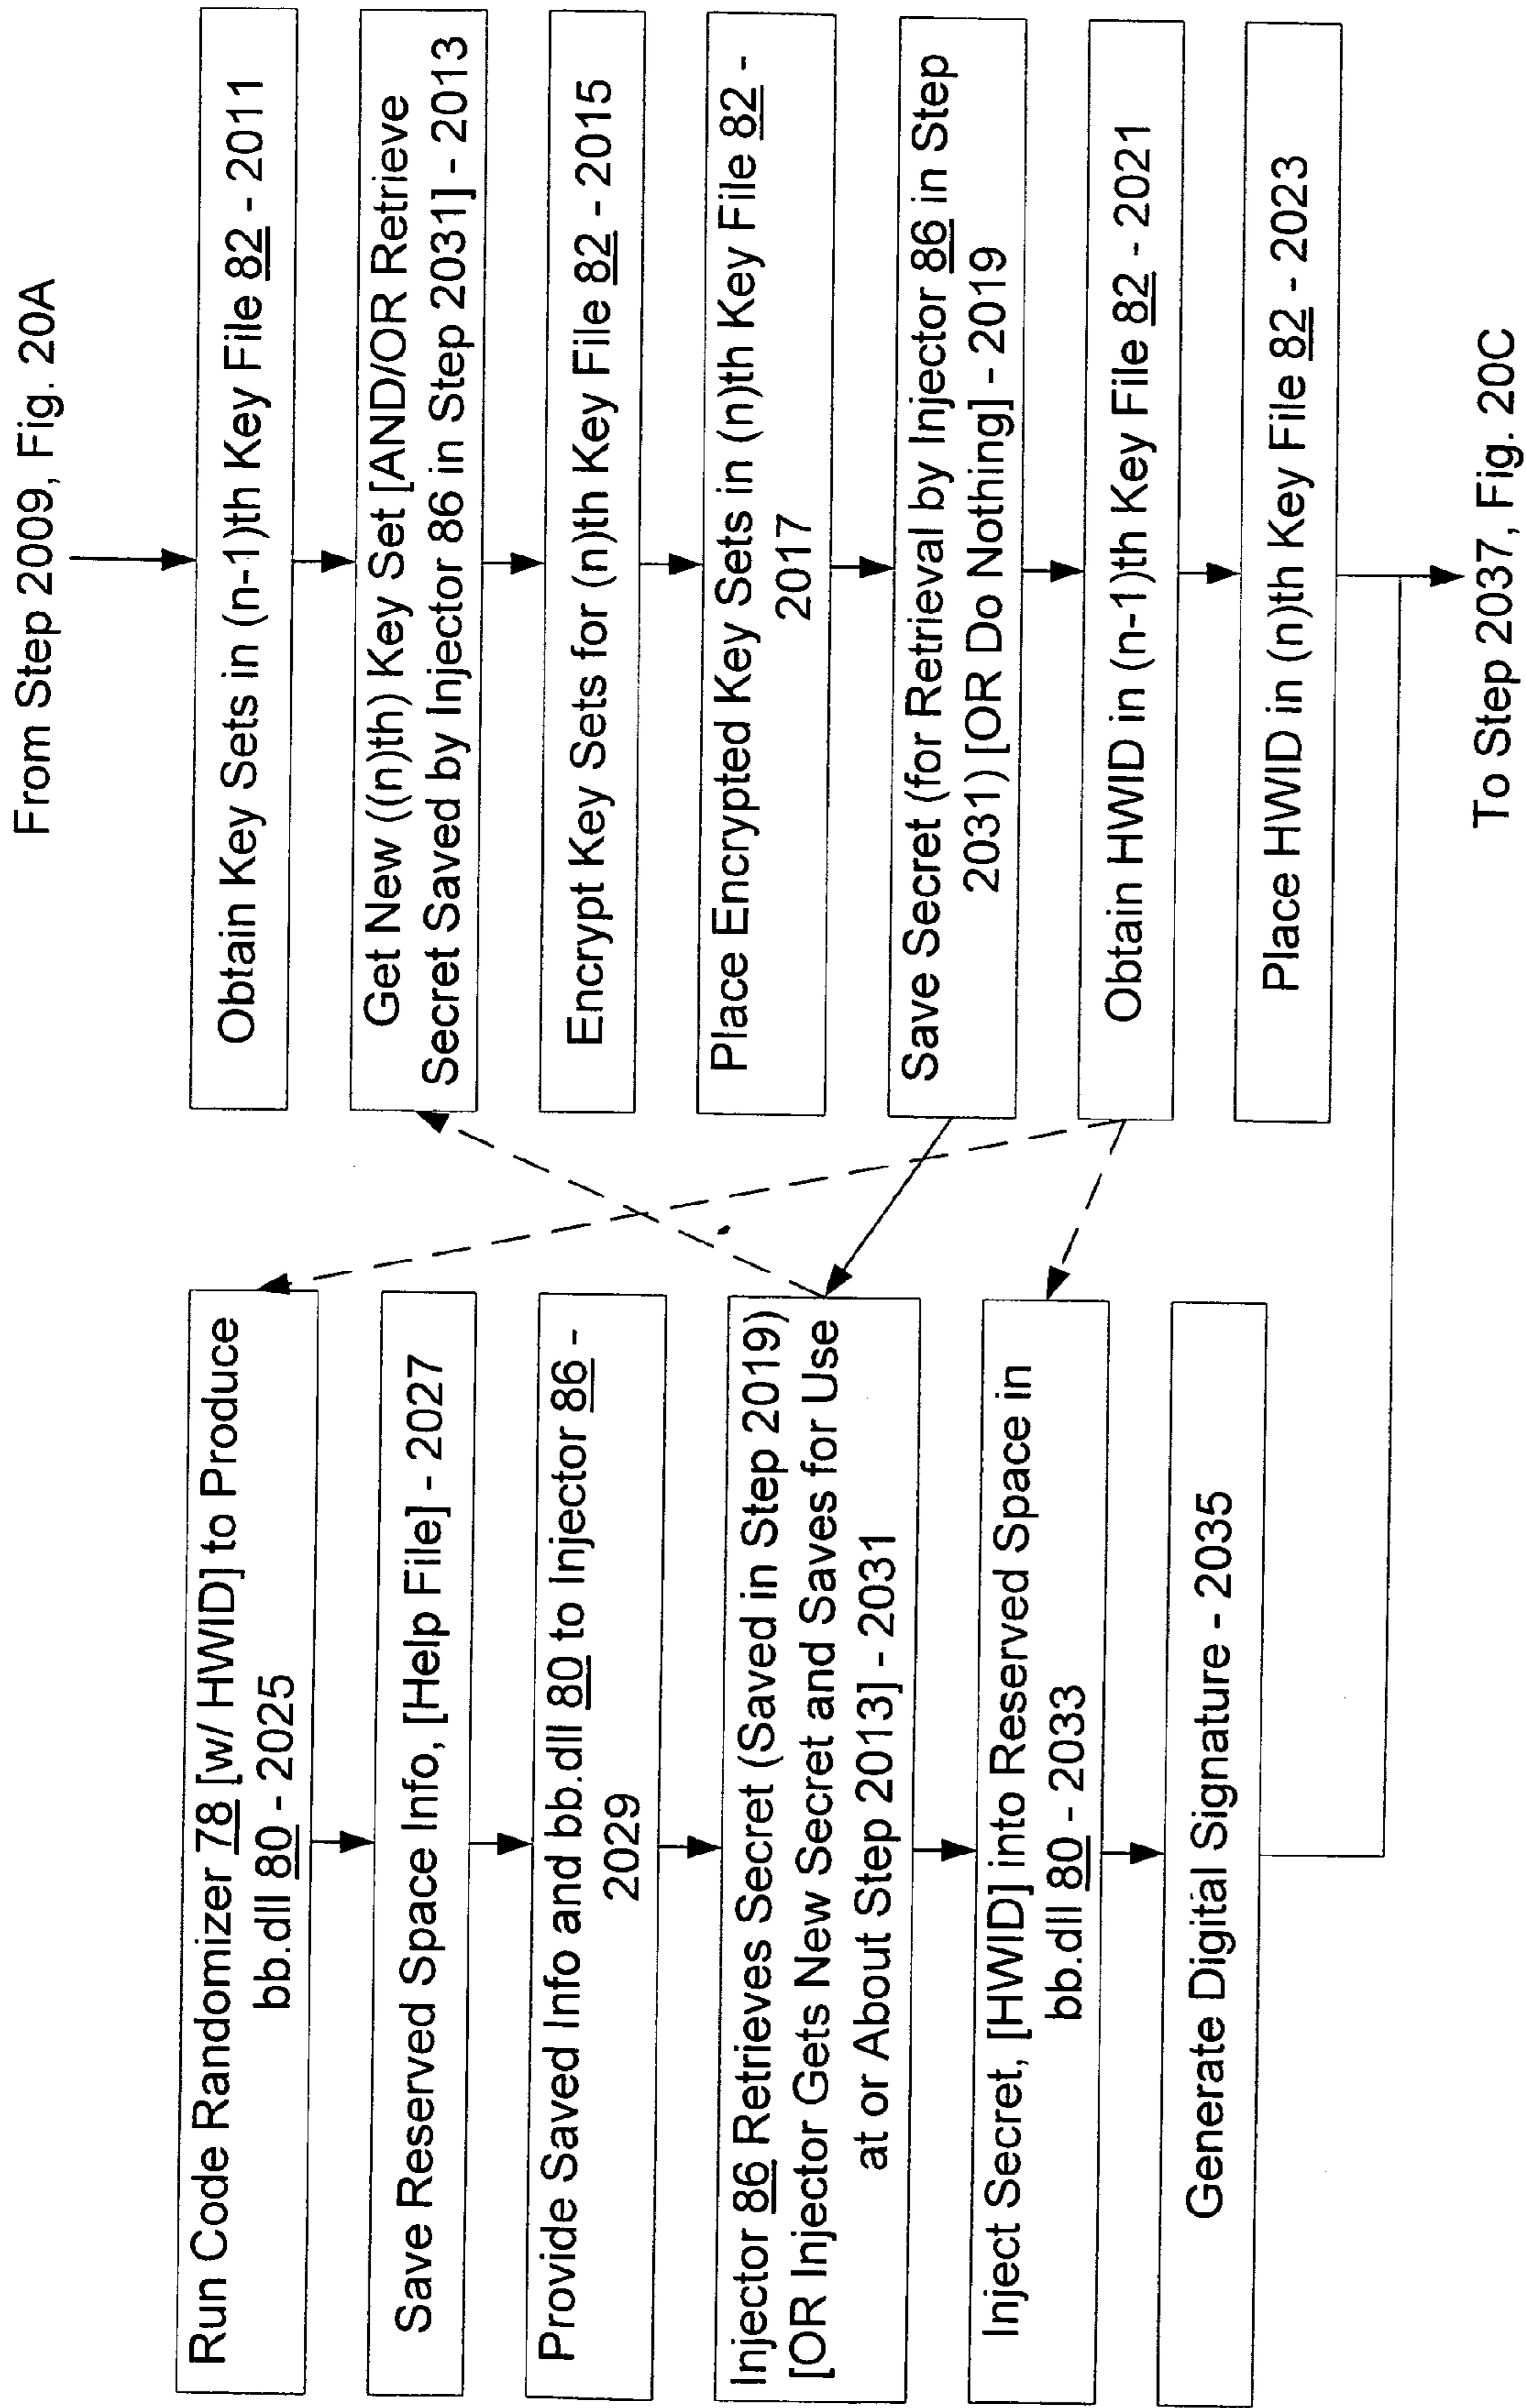 From Step 2009, Fig. 20A
Obtain Key Sets in (n-1)th Key File 82 - 2011
Get New ((n)th) Key Set [AND/OR Retrieve
Secret Saved by Injector 86 in Step 2031] - 2013
Encrypt Key Sets for (n)th Key File 82 - 2015
Place Encrypted Key Sets in (n)th Key File 82 -
2017
Save Secret (for Retrieval by Injector 86 in Step
2031) [OR Do Nothing] - 2019
Obtain HWID in (n-1)th Key File 82 - 2021
Place HWID in (n)th Key File 82 - 2023
Run Code Randomizer 78 [w/ HWID] to Produce
bb.dll 80 - 2025
Save Reserved Space Info, [Help File] - 2027
Provide Saved Info and bb.dll 80 to Injector 86 -
2029
Injector 86 Retrieves Secret (Saved in Step 2019)
[OR Injector Gets New Secret and Saves for Use
at or About Step 2013] - 2031
Inject Secret, [HWID] into Reserved Space in
bb.dll 80 - 2033
Generate Digital Signature - 2035
To Step 2037, Fig. 20C